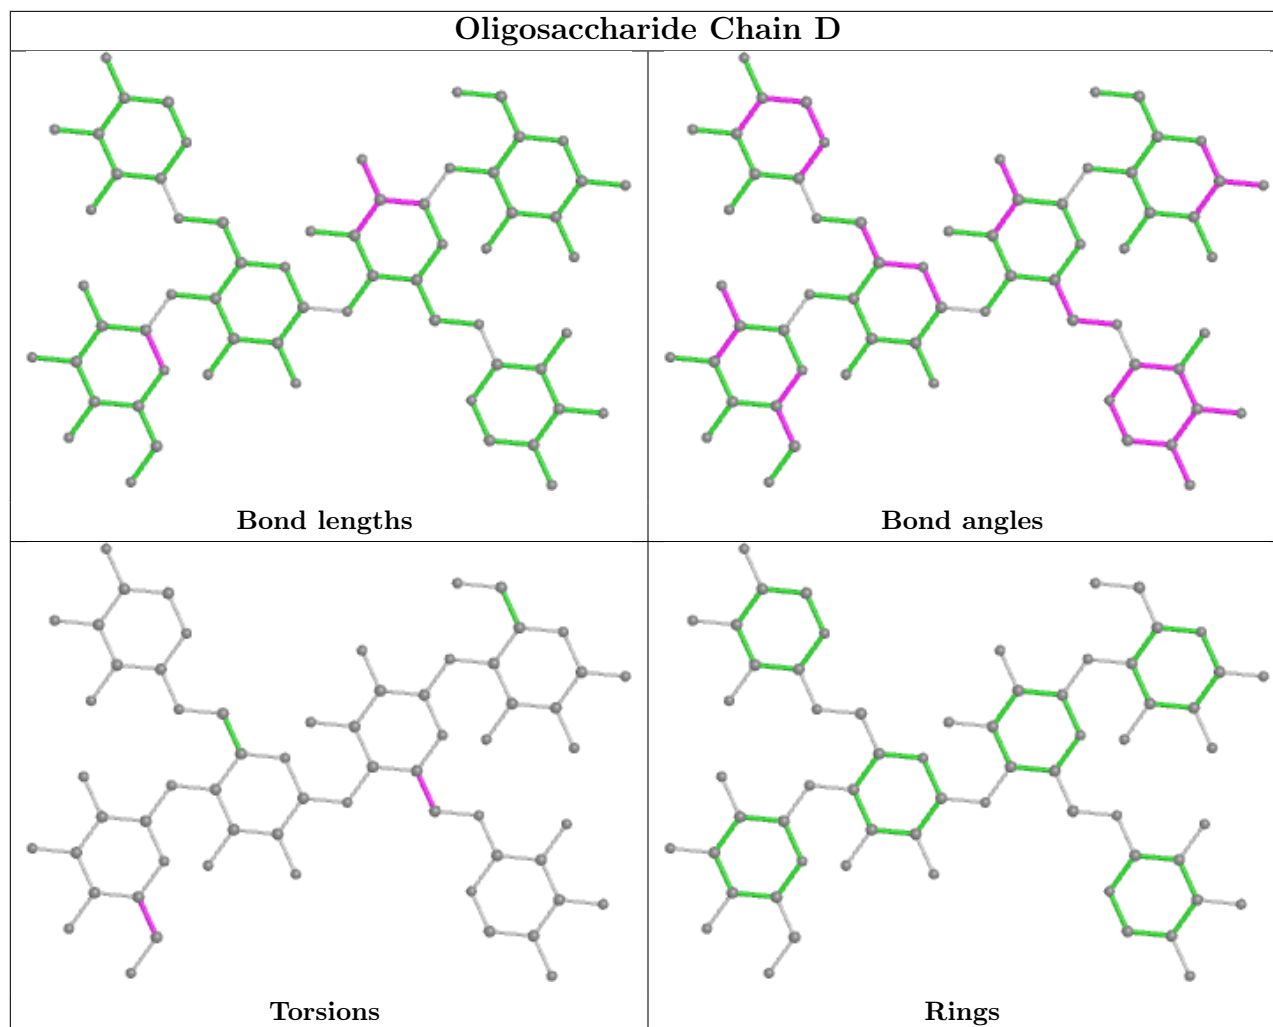 Oligosaccharide Chain D
Bond lengths
Bond angles
Torsions
Rings